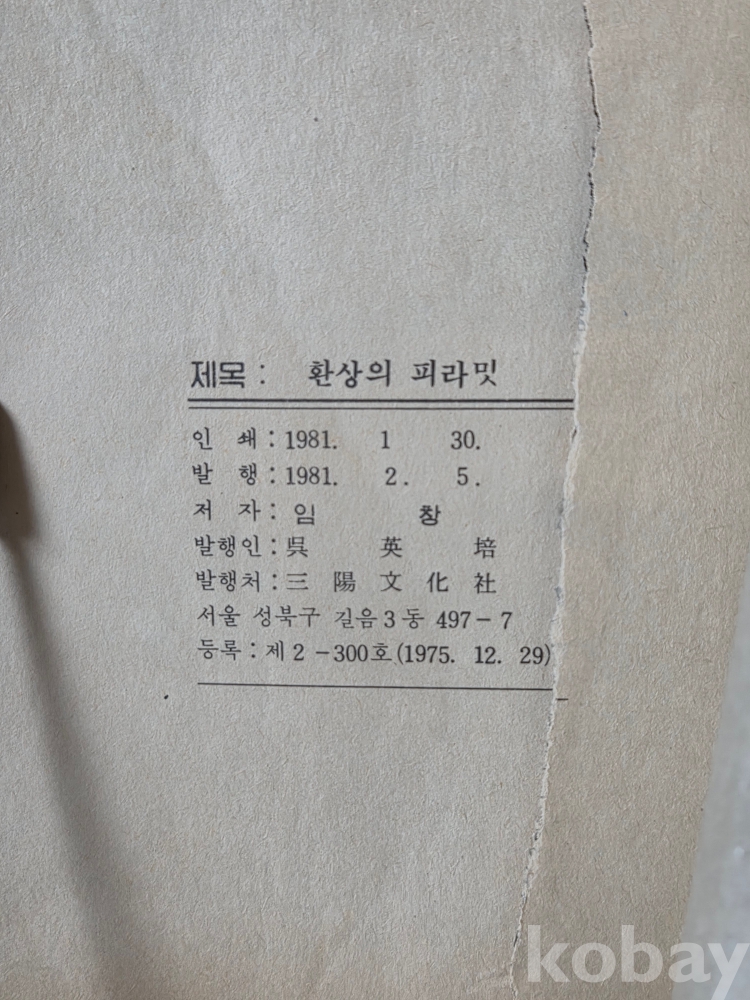 제목 : 환상의 피라밋
인 쇄 : 1981. 1 30.
발 행 : 1981. 2. 5.
저 자 : 임 창
발행인 : 呉 英 培
발행처 : 三 陽 文 化 社
서울 성북구 길음 3 동 497 - 7
등록 : 제 2 - 300호 (1975. 12. 29)
kobay